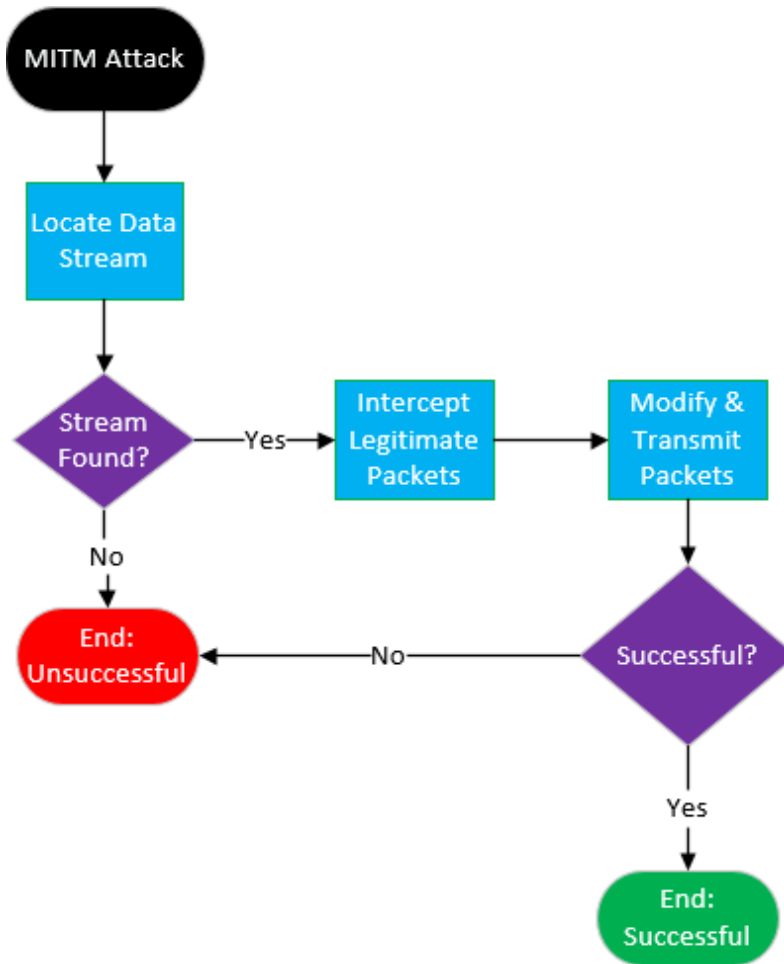 MITM Attack
Locate Data
Stream
Stream
Found?
Yes
Intercept
Legitimate
Packets
Modify &
Transmit
Packets
No
End:
Unsuccessful
No
Successful?
Yes
End:
Successful